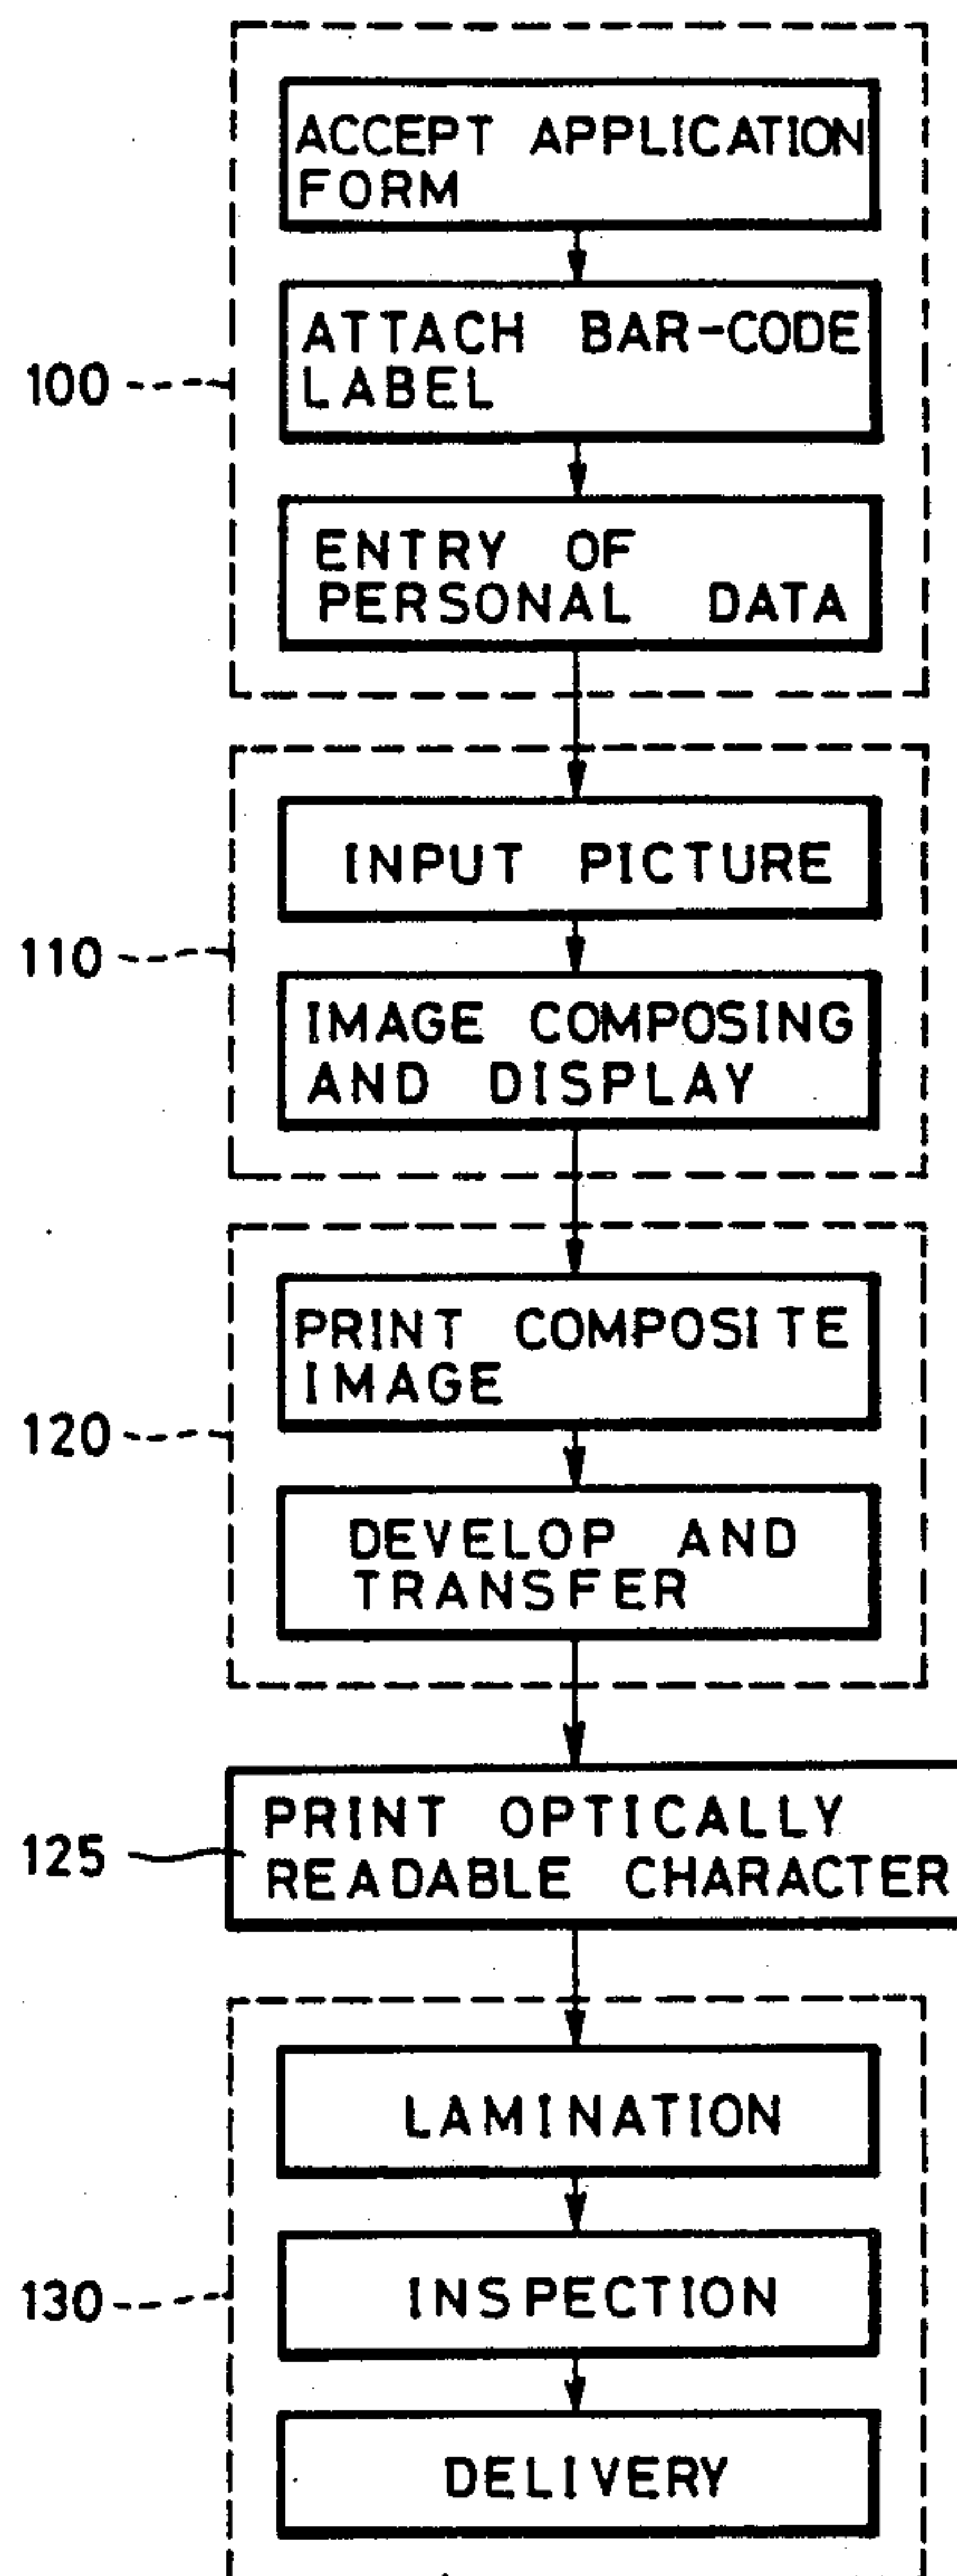 ACCEPT APPLICATION
FORM
ATTACH BAR-CODE
LABEL
100
ENTRY OF
PERSONAL DATA
INPUT PICTURE
110
IMAGE COMPOSING
AND DISPLAY
PRINT COMPOSITE
IMAGE
120
DEVELOP AND
TRANSFER
125
PRINT OPTICALLY
READABLE CHARACTER
LAMINATION
130
INSPECTION
DELIVERY